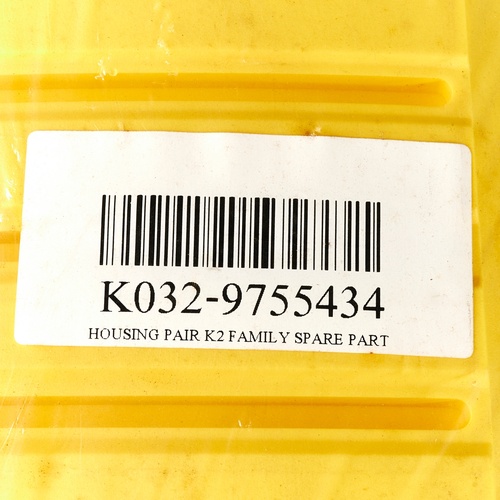 K032-9755434
HOUSING PAIR K2 FAMILY SPARE PART